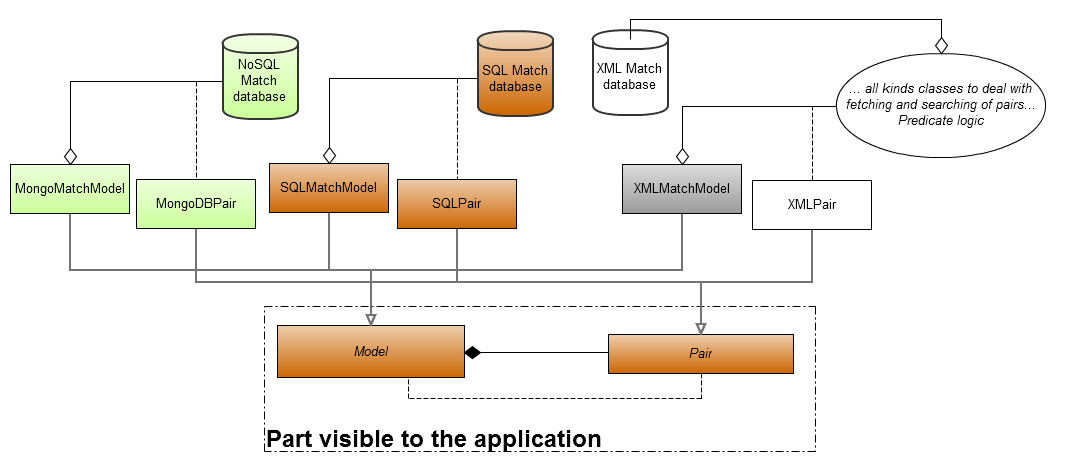 NoSQL
Match
database
SQL Match
database
XML Match
database
... all kinds classes to deal with
fetching and searching of pairs...
Predicate logic
MongoMatchModel
MongoDBPair
SQLMatchModel
SQLPair
XMLMatchModel
XMLPair
Model
Pair
Part visible to the application